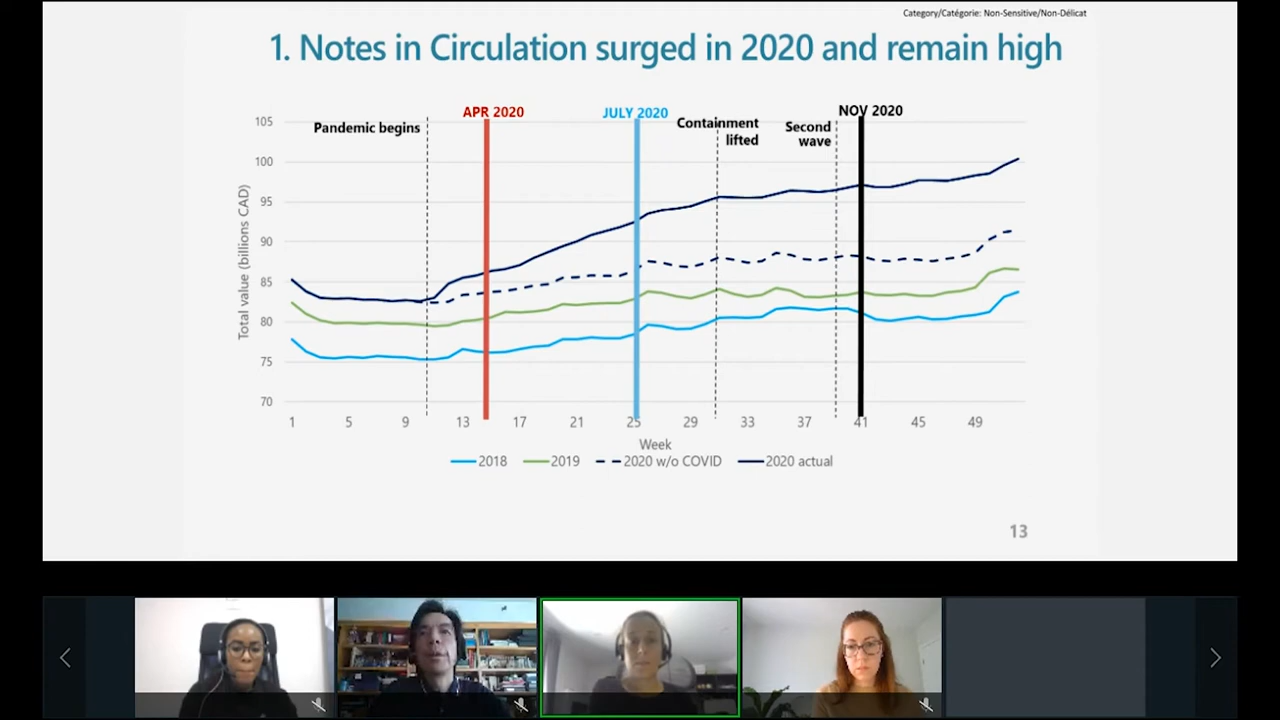 Category/Catégorie: Non-Sensitive/Non-Délicat
1. Notes in Circulation surged in 2020 and remain high
Pandemic begins
APR 2020
JULY 2020
Containment
lifted
Second
wave
NOV 2020
Total value (billions CAD)
105
100
95
90
85
80
75
70
1 5 9 13 17 21 25 29 33 37 41 45 49
Week
2018 2019 2020 w/o COVID 2020 actual
13